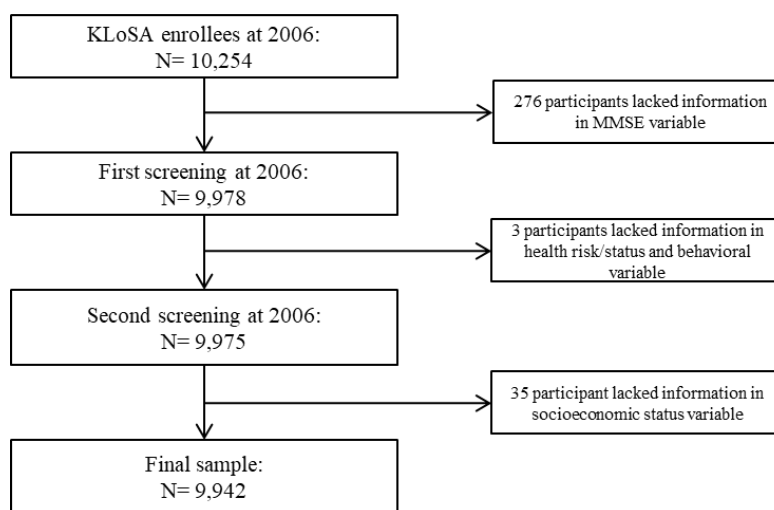 KLoSA enrollees at 2006:
N= 10,254
276 participants lacked information
in MMSE variable
First screening at 2006:
N= 9,978
3 participants lacked information in
health risk/status and behavioral
variable
Second screening at 2006:
N= 9,975
35 participant lacked information in
socioeconomic status variable
Final sample:
N= 9,942